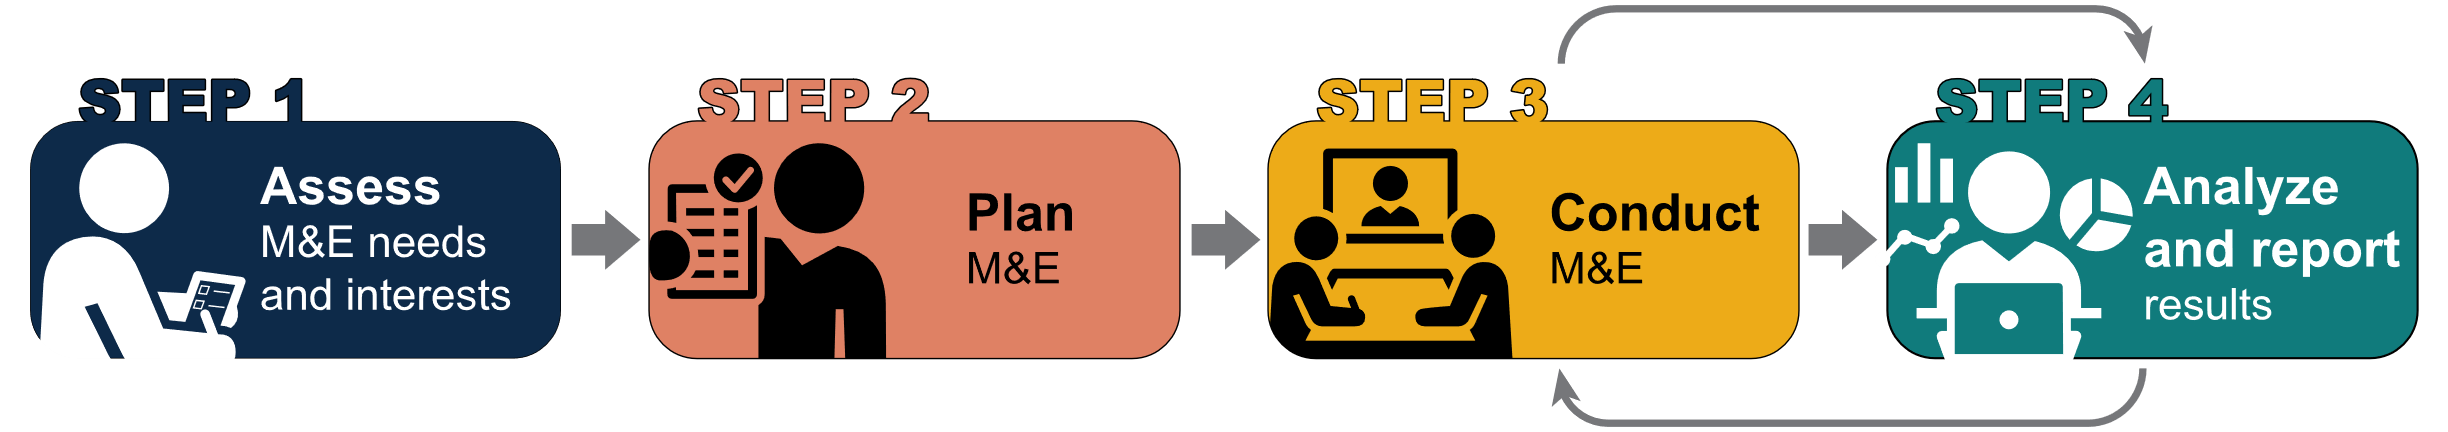 STEP 1
Assess
M&E needs
and interests
STEP 2
Plan
M&E
STEP 3
Conduct
M&E
STEP 4
Analyze
and report
results